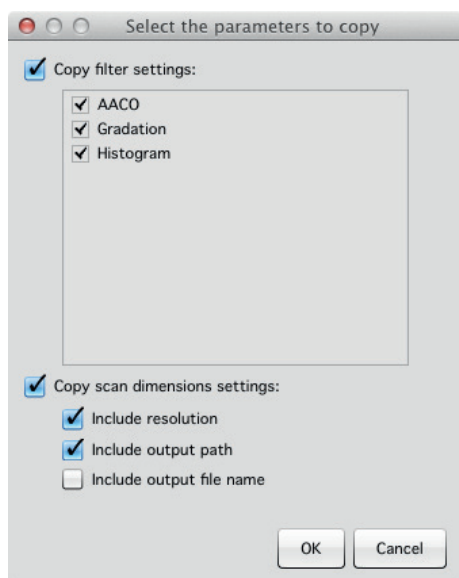 Select the parameters to copy
Copy filter settings:
AACO
Gradation
Histogram
Copy scan dimensions settings:
Include resolution
Include output path
Include output file name
OK Cancel